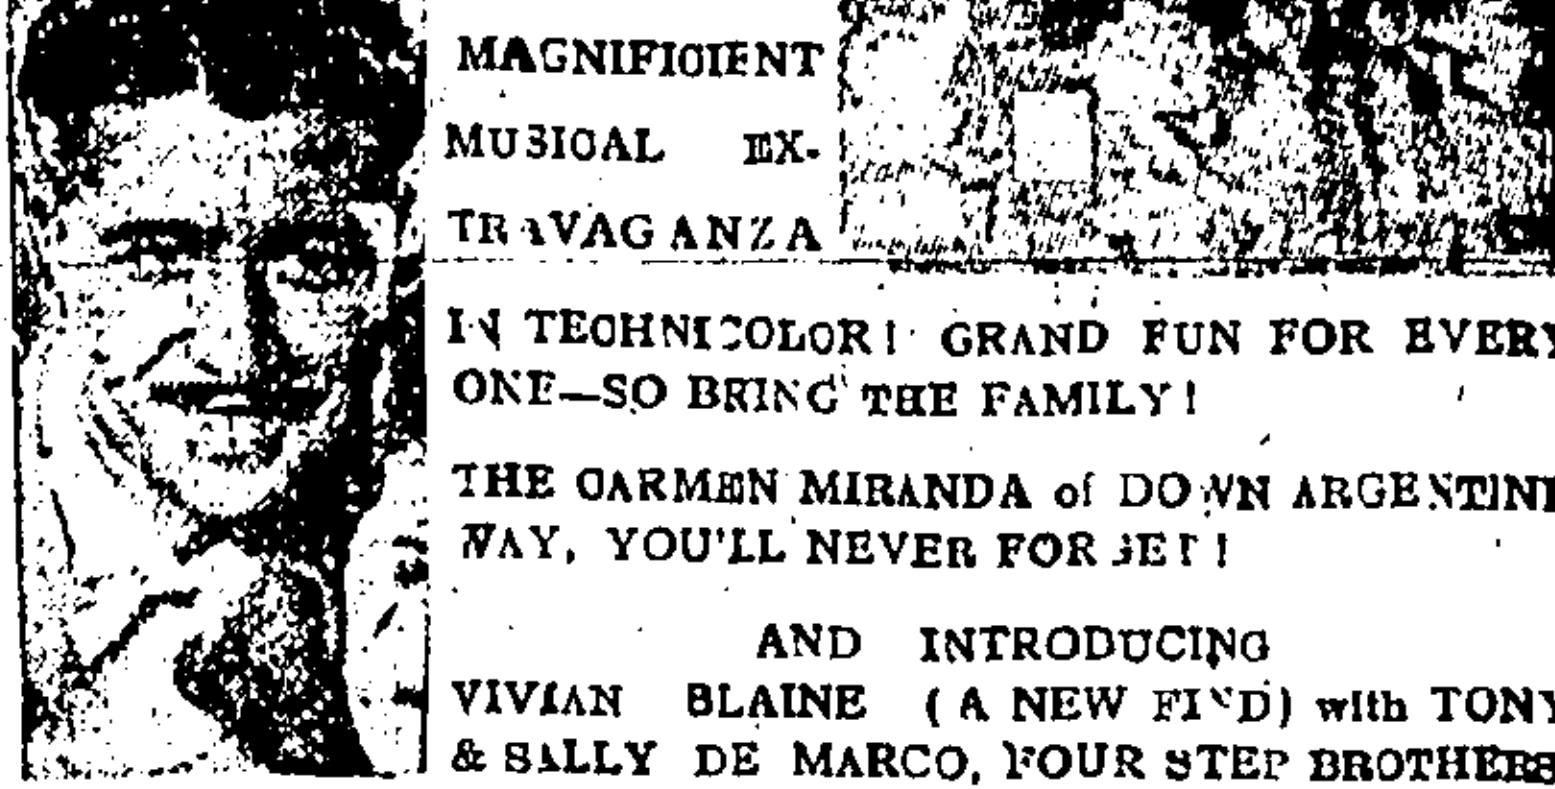 MAGNIFICIENT
MUSICAL EX-
TRAVAGANZA
IN TECHNICOLOR! GRAND FUN FOR EVERY
ONE—SO BRING THE FAMILY!
THE CARMEN MIRANDA of DOWN ARGENTINE
WAY, YOU'LL NEVER FORGET!
AND INTRODUCING
VIVIAN BLAINE (A NEW FIND) with TONY
& SALLY DE MARCO, FOUR STEP BROTHERS